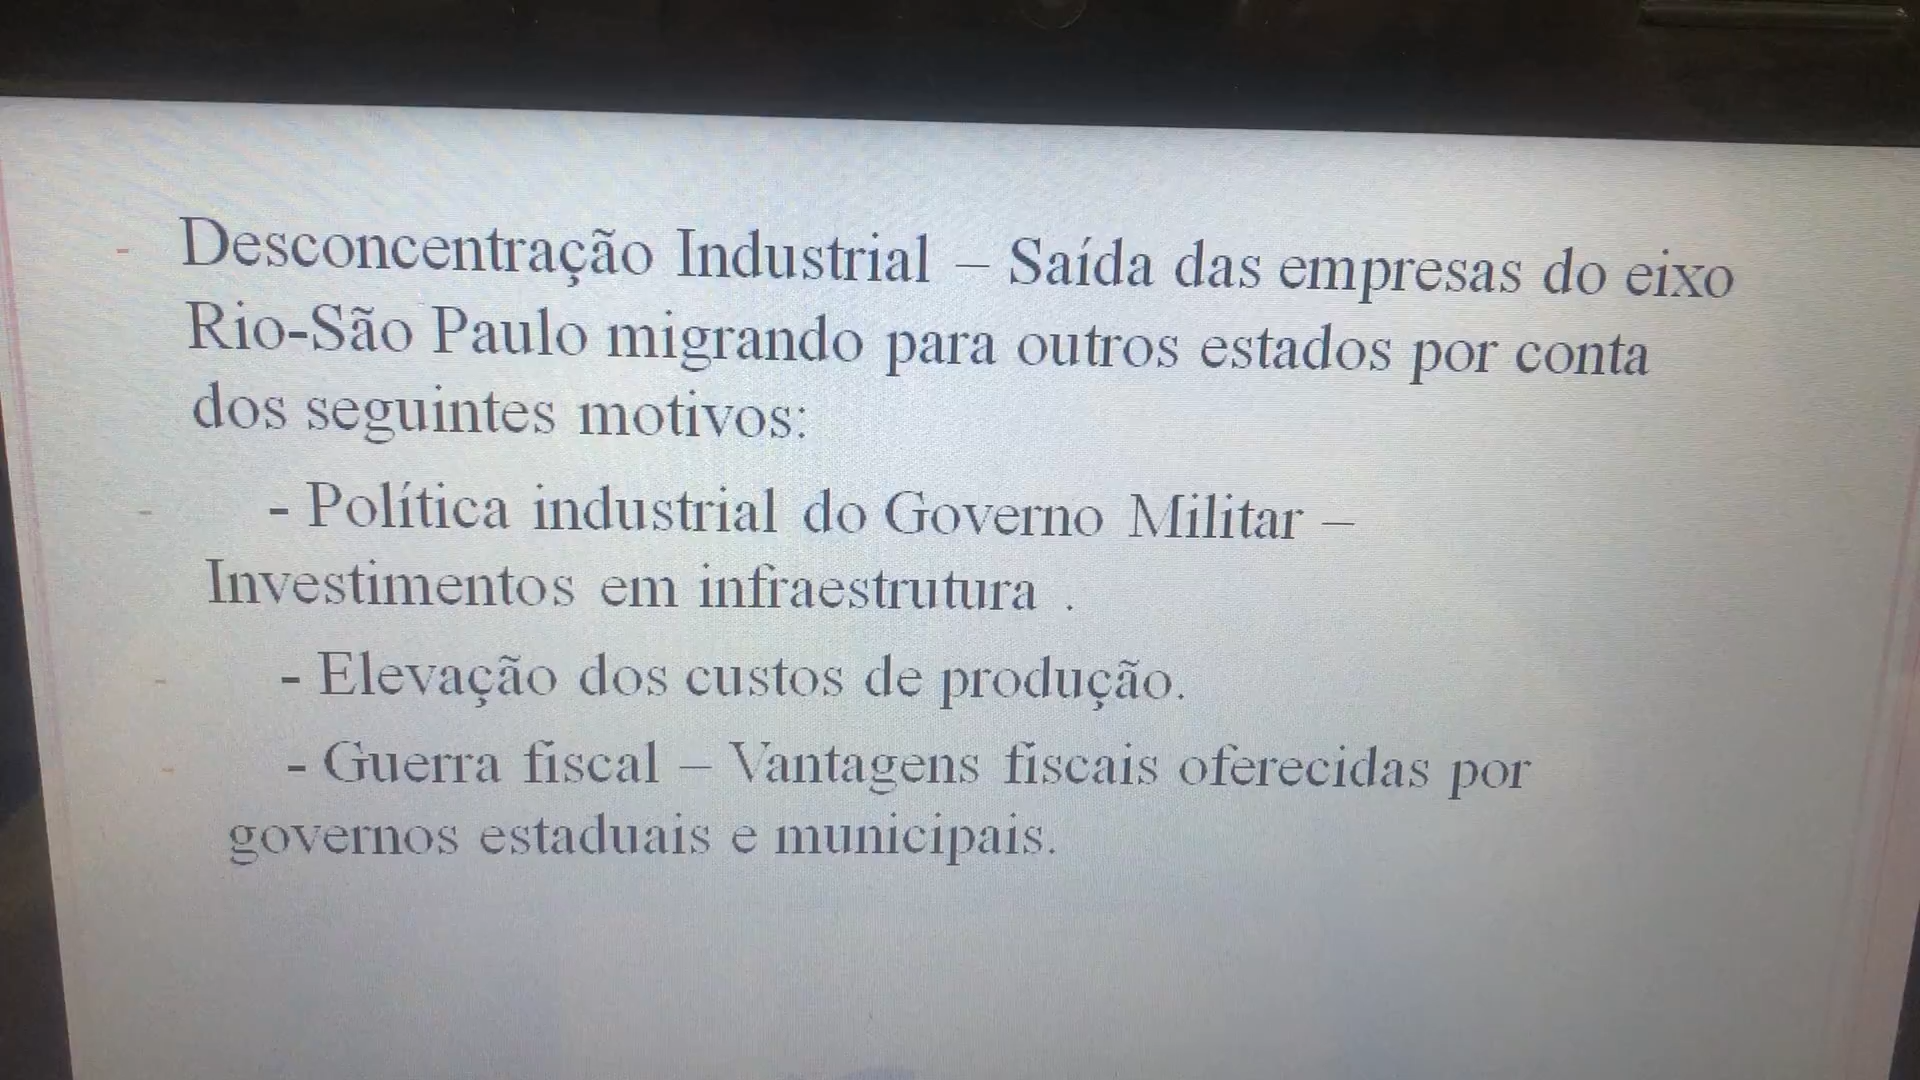 - Desconcentração Industrial – Saída das empresas do eixo
Rio-São Paulo migrando para outros estados por conta
dos seguintes motivos:
- - Política industrial do Governo Militar –
Investimentos em infraestrutura .
- - Elevação dos custos de produção.
- - Guerra fiscal – Vantagens fiscais oferecidas por
governos estaduais e municipais.